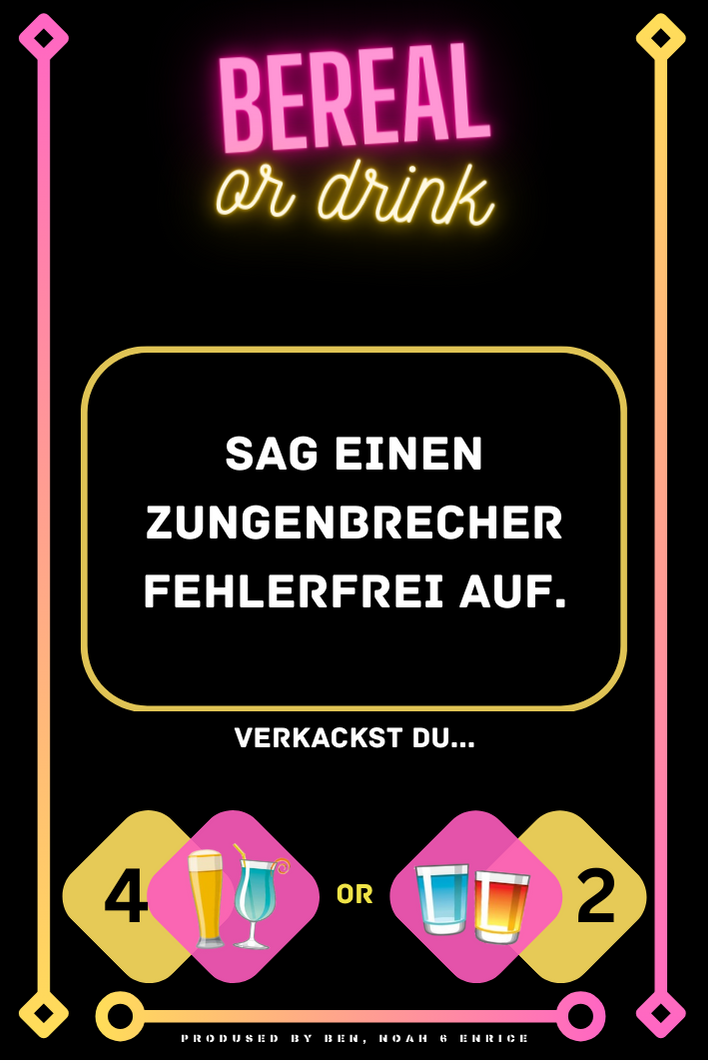 BEREAL
or drink
SAG EINEN
ZUNGENBRECHER
FEHLERFREI AUF.
VERKACKST DU...
4 OR 2
PRODUSED BY BEN, NOAH & ENRICE